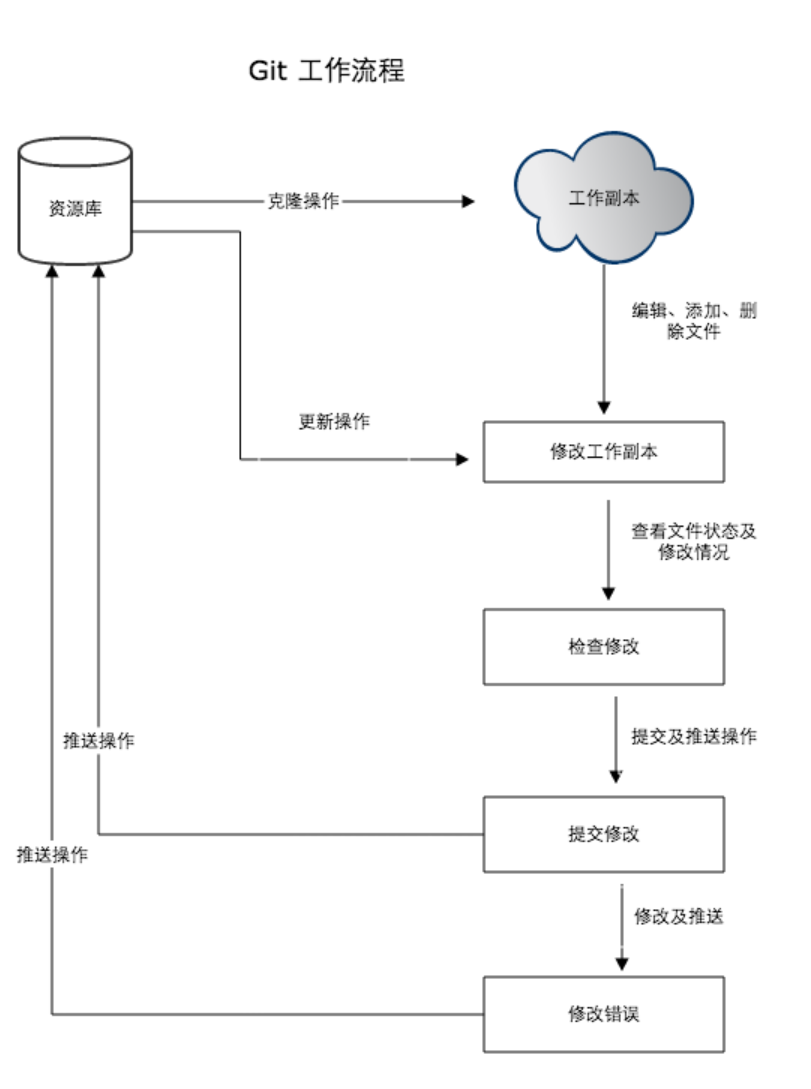 Git 工作流程
资源库
克隆操作
工作副本
编辑、添加、删
除文件
更新操作
修改工作副本
查看文件状态及
修改情况
检查修改
推送操作
提交及推送操作
提交修改
推送操作
修改及推送
修改错误